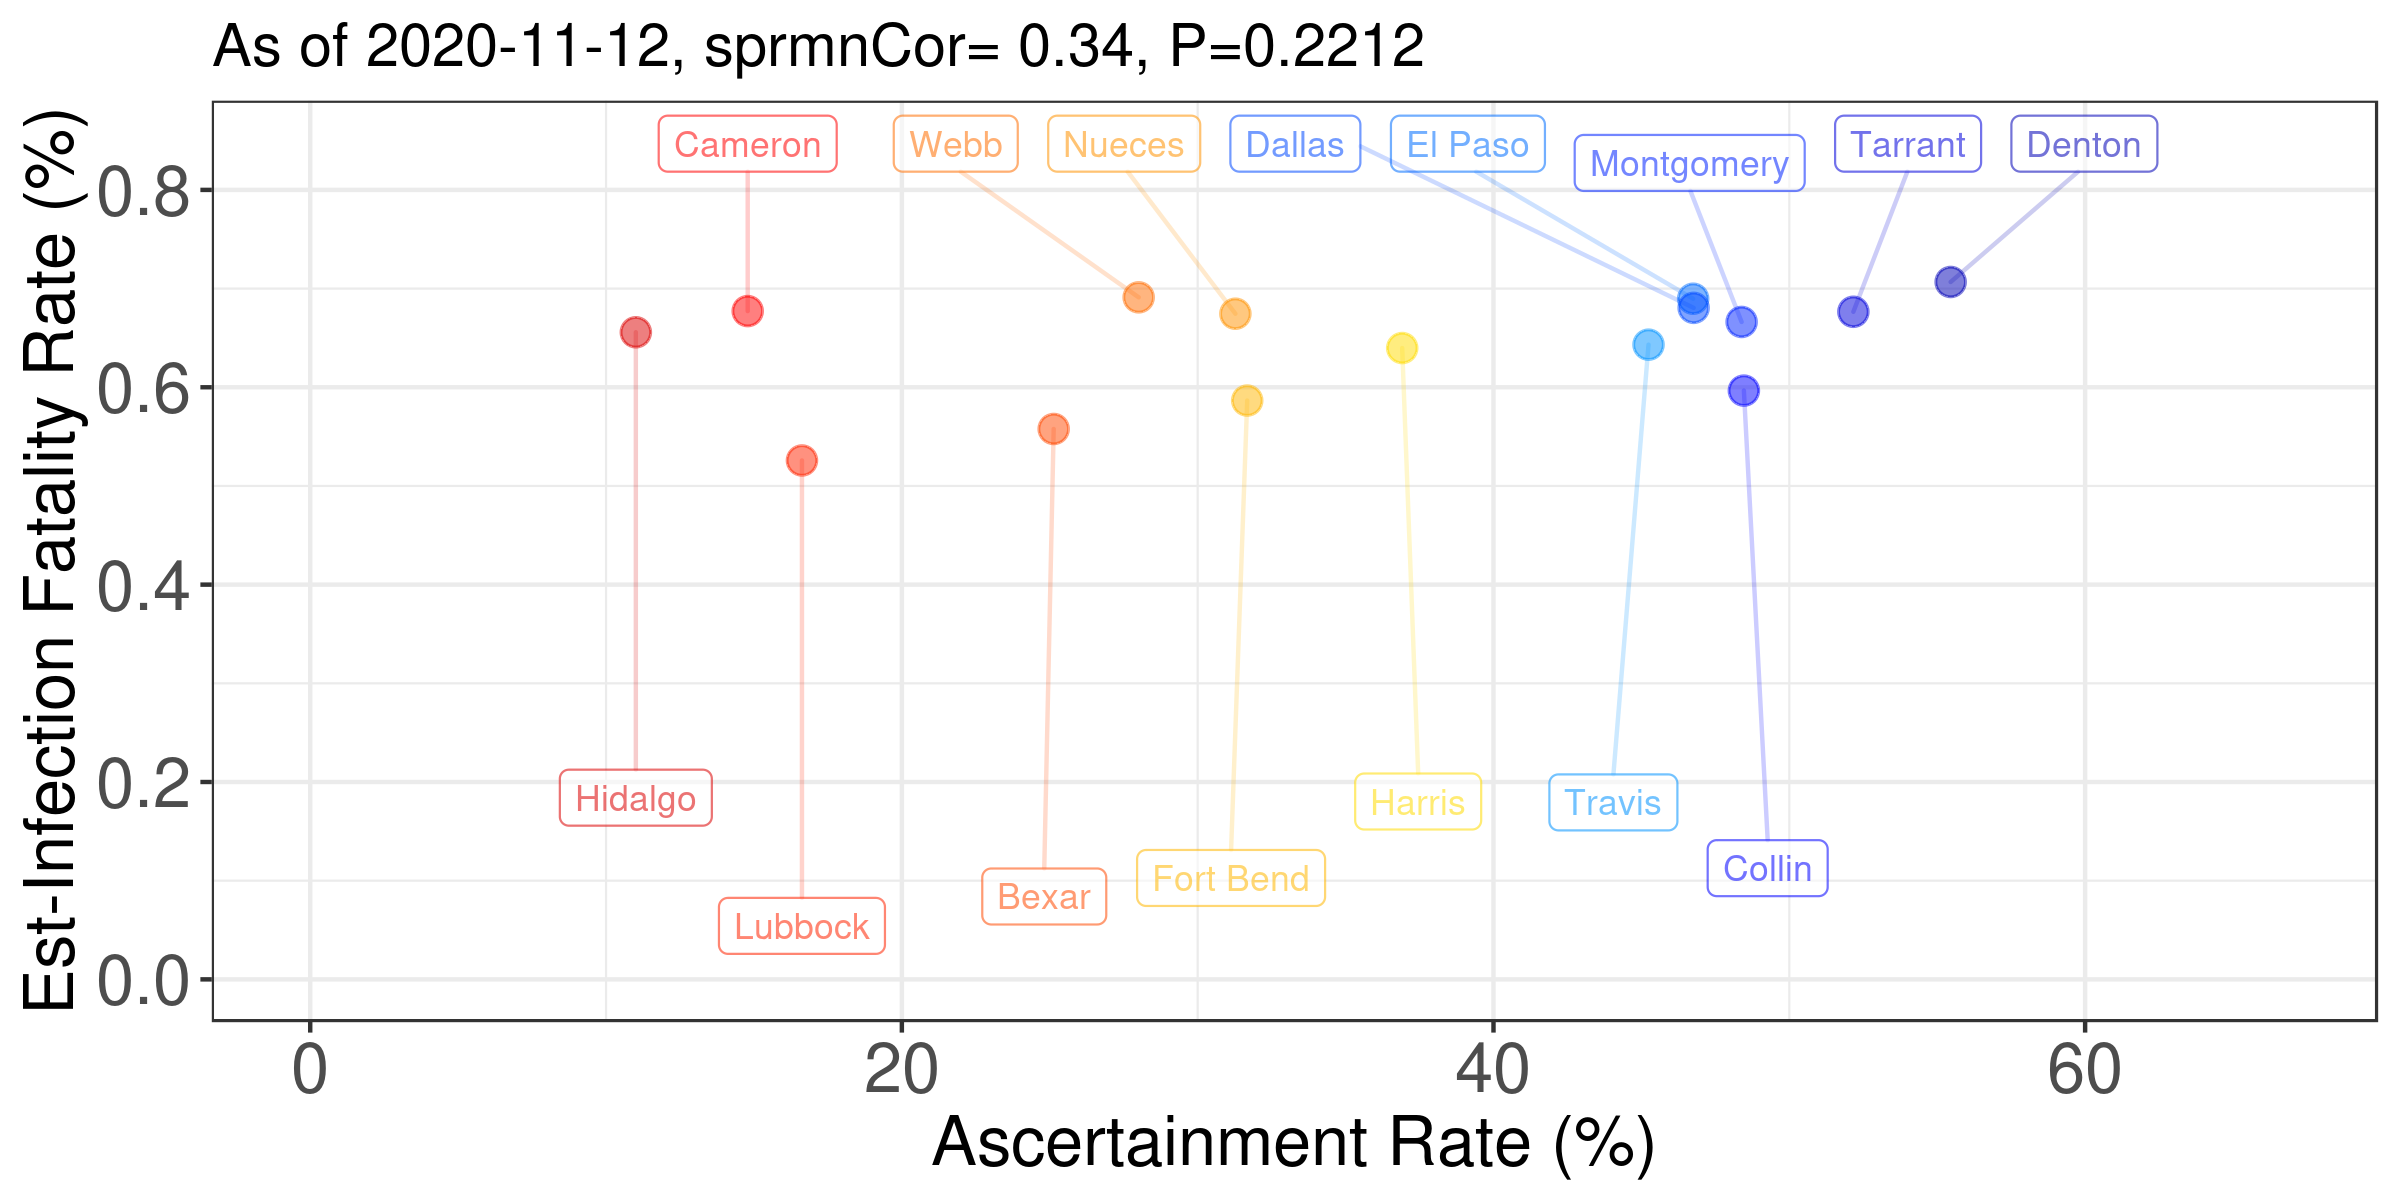 As of 2020-11-12, sprmnCor= 0.34, P=0.2212
Est-Infection Fatality Rate (%)
0.8
0.6
0.4
0.2
0.0
Cameron
Webb
Nueces
Dallas
El Paso
Montgomery
Tarrant
Denton
Hidalgo
Harris
Travis
Collin
Fort Bend
Bexar
Lubbock
0
20
40
60
Ascertainment Rate (%)